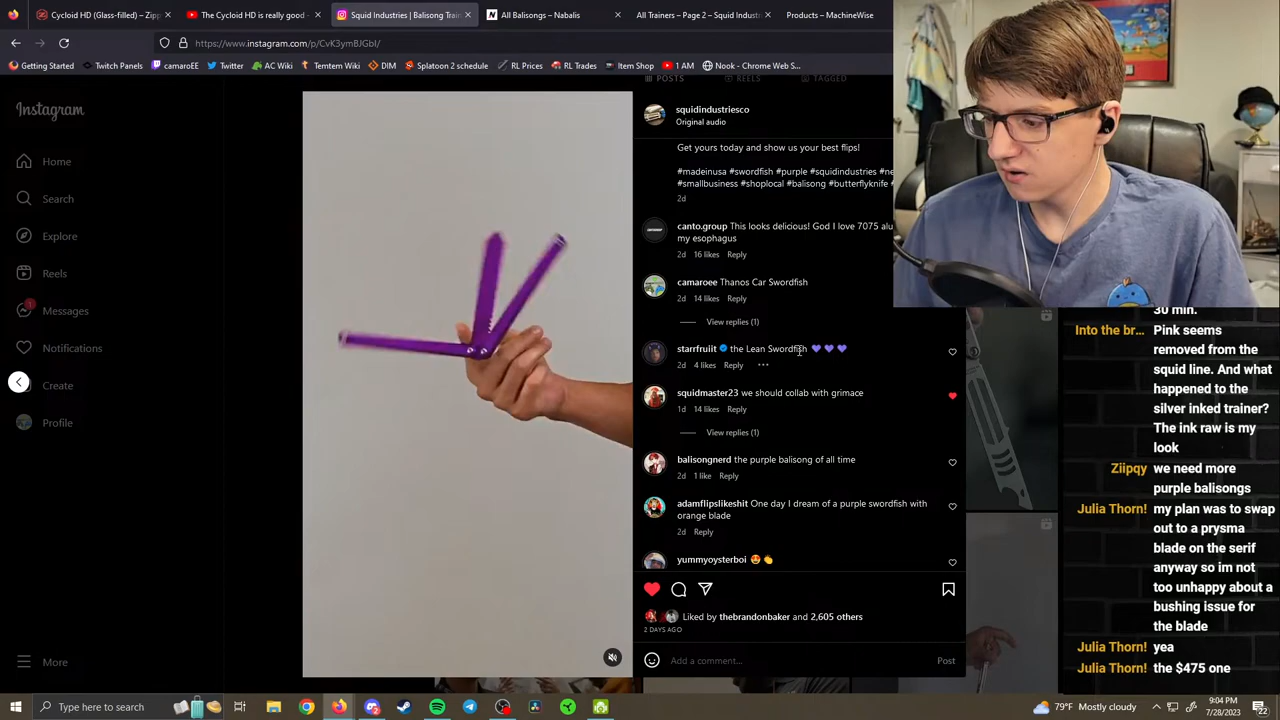 Cycloid HD (Glass-filled) – Zipp
The Cycloid HD is really good -
Squid Industries | Balisong Train
All Balisongs – Nabalis
All Trainers – Page 2 – Squid Indust
Products – MachineWise
https://www.instagram.com/p/CvK3ymBJGbI/
Getting Started
Twitch Panels
camaroEE
Twitter
AC Wiki
Temtem Wiki
DIM
Splatoon 2 schedule
RL Prices
RL Trades
Item Shop
1 AM
Nook - Chrome Web S...
POSTS
REELS
TAGGED
Instagram
Home
Search
Explore
Reels
1
Messages
Notifications
Create
Profile
More
squidindustriesco
Original audio
Get yours today and show us your best flips!
#madeinusa #swordfish #purple #squidindustries #ne
#smallbusiness #shoplocal #balisong #butterflyknife #
2d
canto.group This looks delicious! God I love 7075 alu
my esophagus
2d 16 likes Reply
camaroee Thanos Car Swordfish
2d 14 likes Reply
View replies (1)
starrfruiit the Lean Swordfish 💜 💜 💜
2d 4 likes Reply •••
squidmaster23 we should collab with grimace
1d 14 likes Reply
View replies (1)
balisongnerd the purple balisong of all time
2d 1 like Reply
adamflipslikeshit One day I dream of a purple swordfish with
orange blade
2d Reply
yummyoysterboi 😍 👏
Liked by thebrandonbaker and 2,605 others
2 DAYS AGO
Add a comment...
Post
30 min.
Into the br... Pink seems
removed from the
squid line. And what
happened to the
silver inked trainer?
The ink raw is my
look
Ziipqy we need more
purple balisongs
Julia Thorn! my plan was to swap
out to a prysma
blade on the serif
anyway so im not
too unhappy about a
bushing issue for
the blade
Julia Thorn! yea
Julia Thorn! the $475 one
Type here to search
79°F Mostly cloudy
9:04 PM
7/28/2023
22